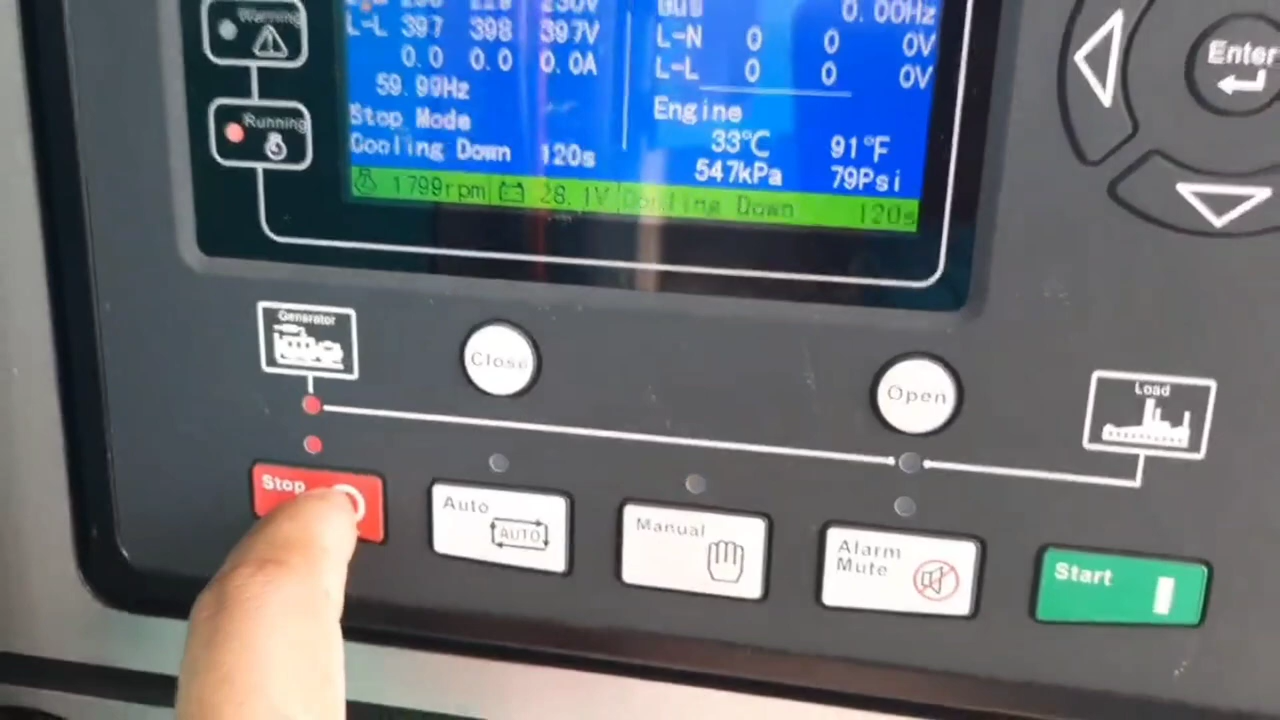 Warning
230V
0.00Hz
L-L 397 398 397V
L-N 0 0 0V
0.0 0.0 0.0A
L-L 0 0 0V
59.99Hz
Engine
Stop Mode
33°C 91°F
Cooling Down 120s
547kPa 79Psi
1799rpm 28.1V Cooling Down 120s
Running
Enter
Generator
Close
Open
Load
Stop
Auto
AUTO
Manual
Alarm
Mute
Start